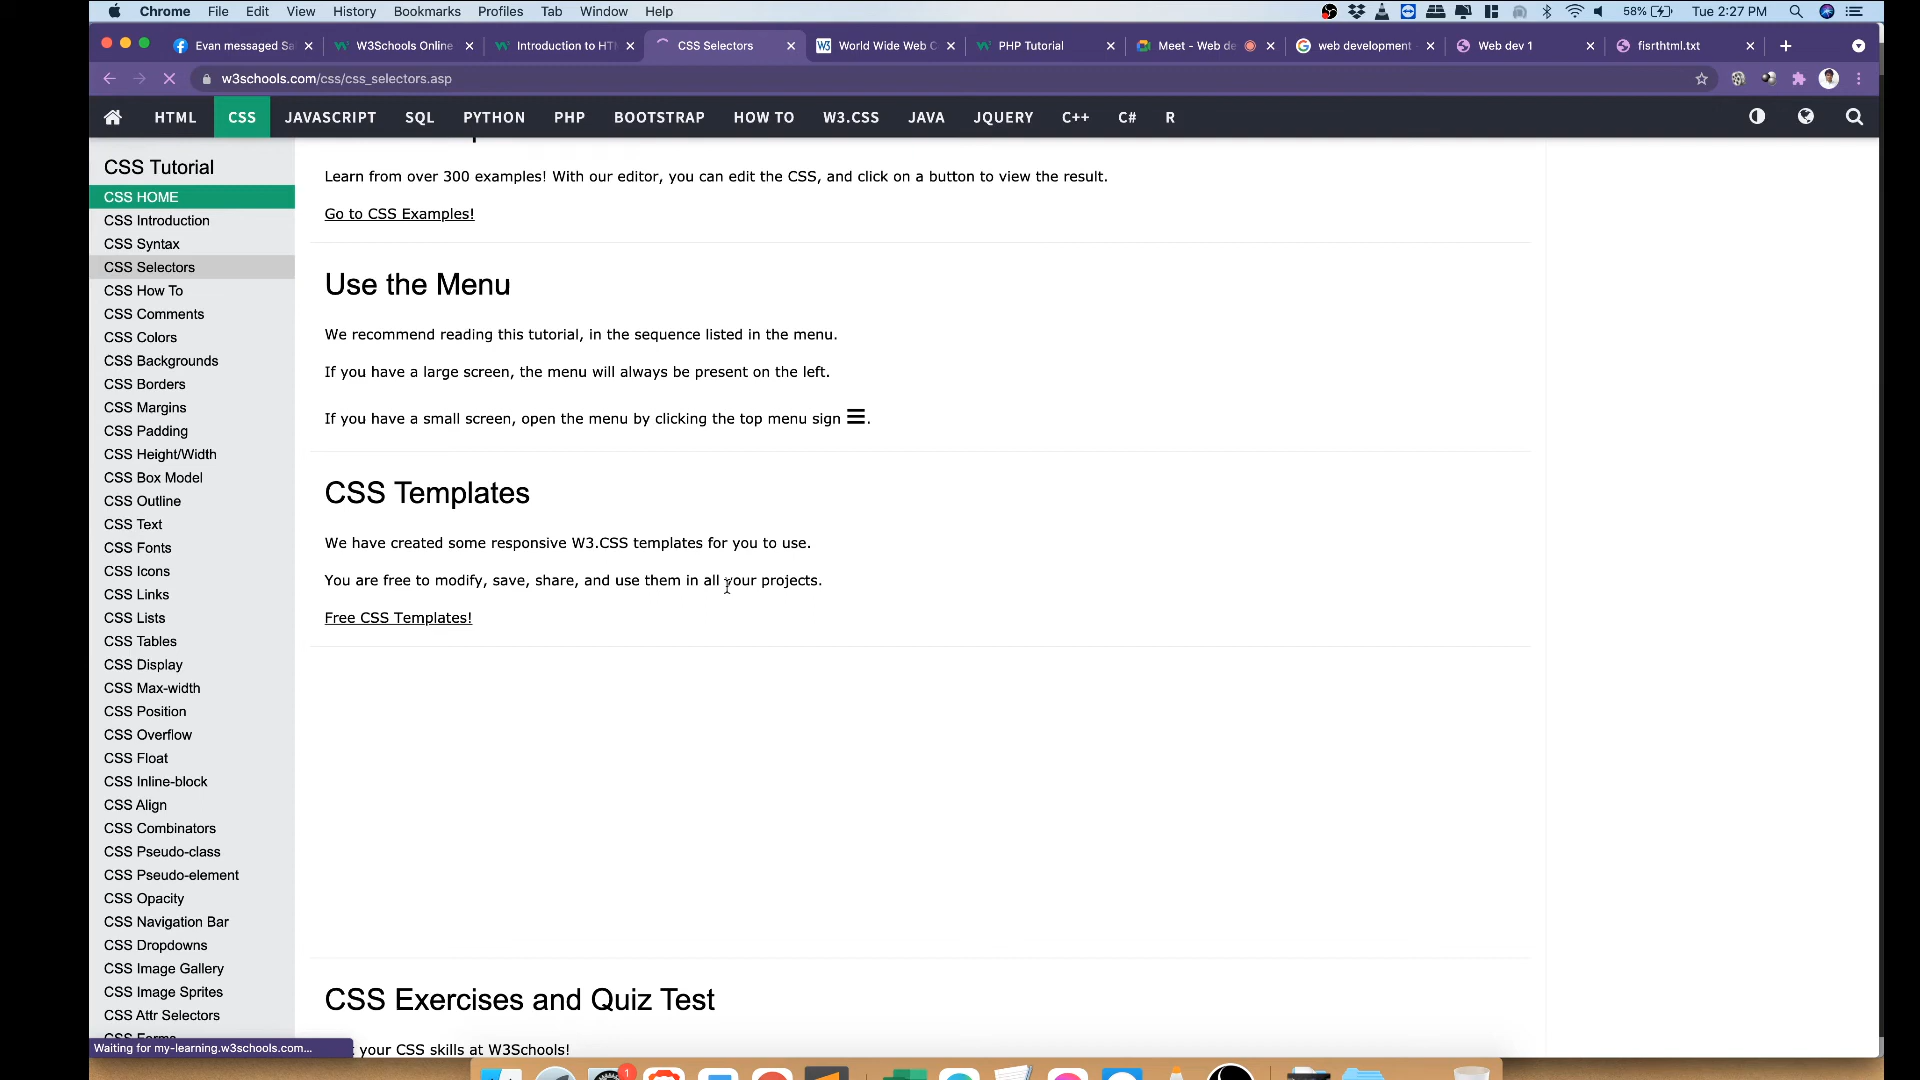 Chrome File Edit View History Bookmarks Profiles Tab Window Help 58% Tue 2:27 PM
Evan messaged Sa W3Schools Online Introduction to HTM CSS Selectors World Wide Web C PHP Tutorial Meet - Web de web development Web dev 1 fisrthtml.txt
w3schools.com/css/css_selectors.asp
HTML CSS JAVASCRIPT SQL PYTHON PHP BOOTSTRAP HOW TO W3.CSS JAVA JQUERY C++ C# R
CSS Tutorial
CSS HOME
CSS Introduction
CSS Syntax
CSS Selectors
CSS How To
CSS Comments
CSS Colors
CSS Backgrounds
CSS Borders
CSS Margins
CSS Padding
CSS Height/Width
CSS Box Model
CSS Outline
CSS Text
CSS Fonts
CSS Icons
CSS Links
CSS Lists
CSS Tables
CSS Display
CSS Max-width
CSS Position
CSS Overflow
CSS Float
CSS Inline-block
CSS Align
CSS Combinators
CSS Pseudo-class
CSS Pseudo-element
CSS Opacity
CSS Navigation Bar
CSS Dropdowns
CSS Image Gallery
CSS Image Sprites
CSS Attr Selectors
Waiting for my-learning.w3schools.com...
Learn from over 300 examples! With our editor, you can edit the CSS, and click on a button to view the result.
Go to CSS Examples!
Use the Menu
We recommend reading this tutorial, in the sequence listed in the menu.
If you have a large screen, the menu will always be present on the left.
If you have a small screen, open the menu by clicking the top menu sign ☰.
CSS Templates
We have created some responsive W3.CSS templates for you to use.
You are free to modify, save, share, and use them in all your projects.
Free CSS Templates!
CSS Exercises and Quiz Test
your CSS skills at W3Schools!
1